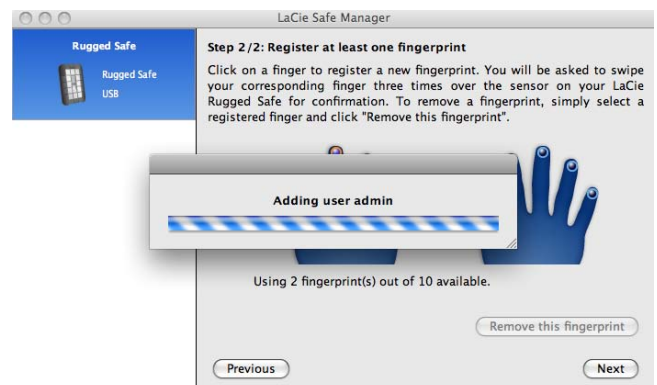 LaCie Safe Manager
Rugged Safe
Rugged Safe
USB
Step 2/2: Register at least one fingerprint
Click on a finger to register a new fingerprint. You will be asked to swipe
your corresponding finger three times over the sensor on your LaCie
Rugged Safe for confirmation. To remove a fingerprint, simply select a
registered finger and click "Remove this fingerprint".
Adding user admin
Using 2 fingerprint(s) out of 10 available.
Remove this fingerprint
Previous
Next